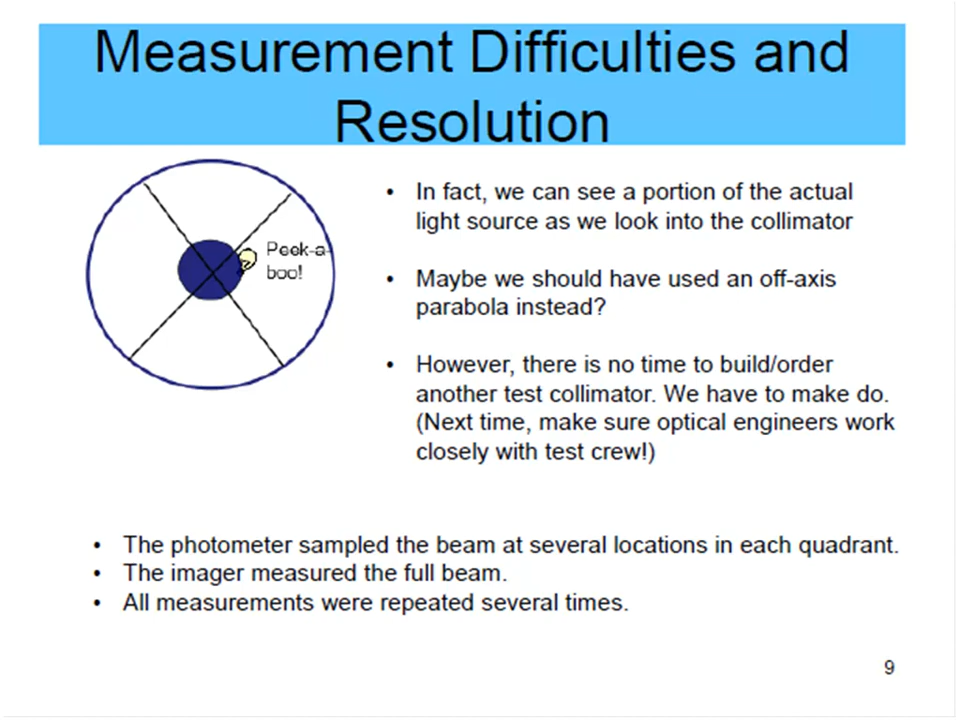 Measurement Difficulties and
Resolution
Peek-a-
boo!
• In fact, we can see a portion of the actual
light source as we look into the collimator
• Maybe we should have used an off-axis
parabola instead?
• However, there is no time to build/order
another test collimator. We have to make do.
(Next time, make sure optical engineers work
closely with test crew!)
• The photometer sampled the beam at several locations in each quadrant.
• The imager measured the full beam.
• All measurements were repeated several times.
9